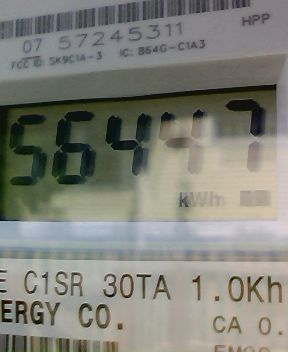 HPP
07 57245311
FCC ID: SK9C1A-3 IC: 864G-C1A3
56447
kWh
E C1SR 30TA 1.0Kh
ERGY CO.
CA 0.